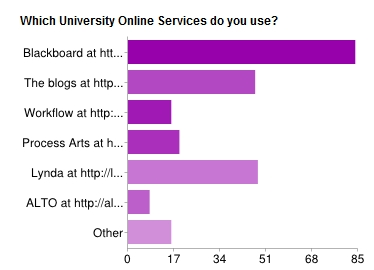 Which University Online Services do you use?
Blackboard at htt...
The blogs at http...
Workflow at http:...
Process Arts at h...
Lynda at http://l...
ALTO at http://al...
Other
0 17 34 51 68 85